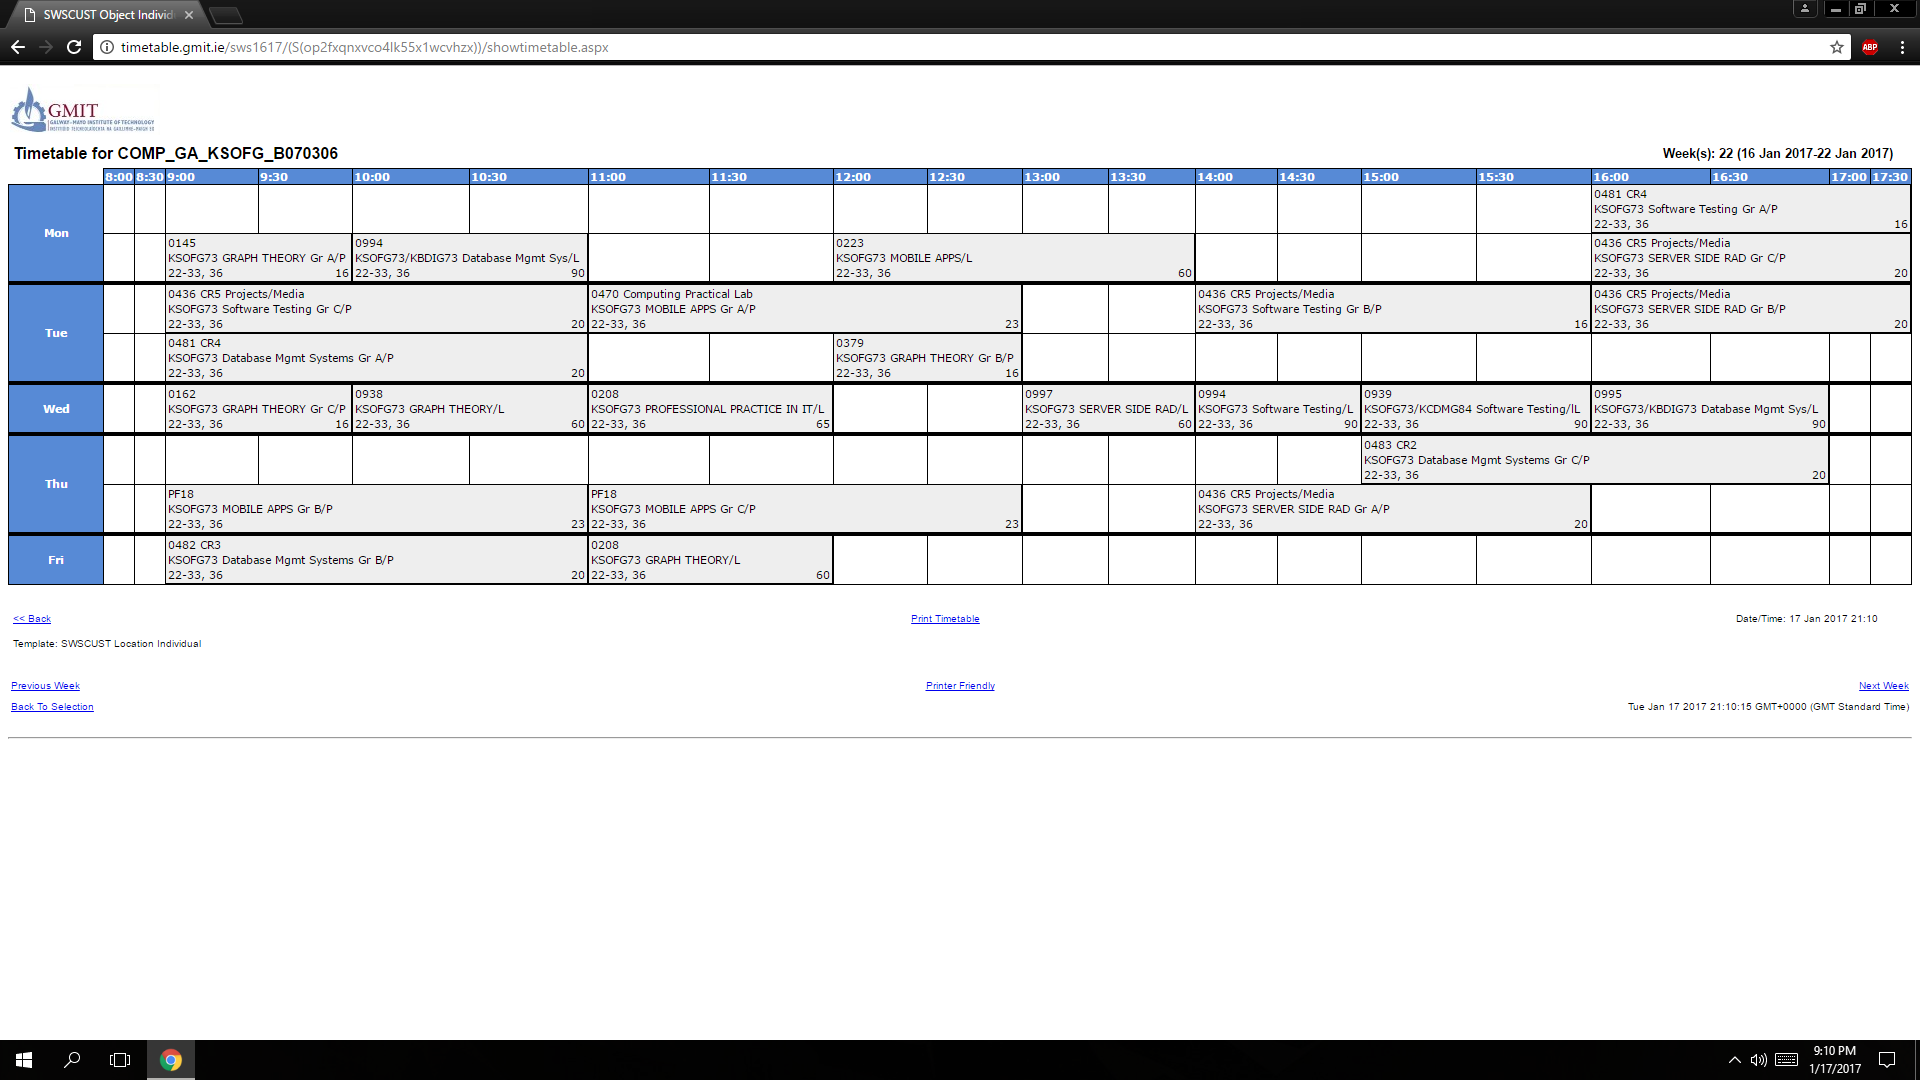 SWSCUST Object Individ
timetable.gmit.ie/sws1617/(S(op2fxqnxvco4lk55x1wcvhzx))/showtimetable.aspx
ABP
GMIT
GALWAY-MAYO INSTITUTE OF TECHNOLOGY
Timetable for COMP_GA_KSOFG_B070306
Week(s): 22 (16 Jan 2017-22 Jan 2017)
8:00 8:30 9:00 9:30 10:00 10:30 11:00 11:30 12:00 12:30 13:00 13:30 14:00 14:30 15:00 15:30 16:00 16:30 17:00 17:30
Mon
0481 CR4
KSOFG73 Software Testing Gr A/P
22-33, 36 16
0145
KSOFG73 GRAPH THEORY Gr A/P
22-33, 36 16
0994
KSOFG73/KBDIG73 Database Mgmt Sys/L
22-33, 36 90
0223
KSOFG73 MOBILE APPS/L
22-33, 36 60
0436 CR5 Projects/Media
KSOFG73 SERVER SIDE RAD Gr C/P
22-33, 36 20
Tue
0436 CR5 Projects/Media
KSOFG73 Software Testing Gr C/P
22-33, 36 20
0470 Computing Practical Lab
KSOFG73 MOBILE APPS Gr A/P
22-33, 36 23
0436 CR5 Projects/Media
KSOFG73 Software Testing Gr B/P
22-33, 36 16
0436 CR5 Projects/Media
KSOFG73 SERVER SIDE RAD Gr B/P
22-33, 36 20
0481 CR4
KSOFG73 Database Mgmt Systems Gr A/P
22-33, 36 20
0379
KSOFG73 GRAPH THEORY Gr B/P
22-33, 36 16
Wed
0162
KSOFG73 GRAPH THEORY Gr C/P
22-33, 36 16
0938
KSOFG73 GRAPH THEORY/L
22-33, 36 60
0208
KSOFG73 PROFESSIONAL PRACTICE IN IT/L
22-33, 36 65
0997
KSOFG73 SERVER SIDE RAD/L
22-33, 36 60
0994
KSOFG73 Software Testing/L
22-33, 36 90
0939
KSOFG73/KCDMG84 Software Testing/lL
22-33, 36 90
0995
KSOFG73/KBDIG73 Database Mgmt Sys/L
22-33, 36 90
Thu
0483 CR2
KSOFG73 Database Mgmt Systems Gr C/P
22-33, 36 20
PF18
KSOFG73 MOBILE APPS Gr B/P
22-33, 36 23
PF18
KSOFG73 MOBILE APPS Gr C/P
22-33, 36 23
0436 CR5 Projects/Media
KSOFG73 SERVER SIDE RAD Gr A/P
22-33, 36 20
Fri
0482 CR3
KSOFG73 Database Mgmt Systems Gr B/P
22-33, 36 20
0208
KSOFG73 GRAPH THEORY/L
22-33, 36 60
<< Back
Print Timetable
Date/Time: 17 Jan 2017 21:10
Template: SWSCUST Location Individual
Previous Week
Printer Friendly
Next Week
Back To Selection
Tue Jan 17 2017 21:10:15 GMT+0000 (GMT Standard Time)
9:10 PM
1/17/2017